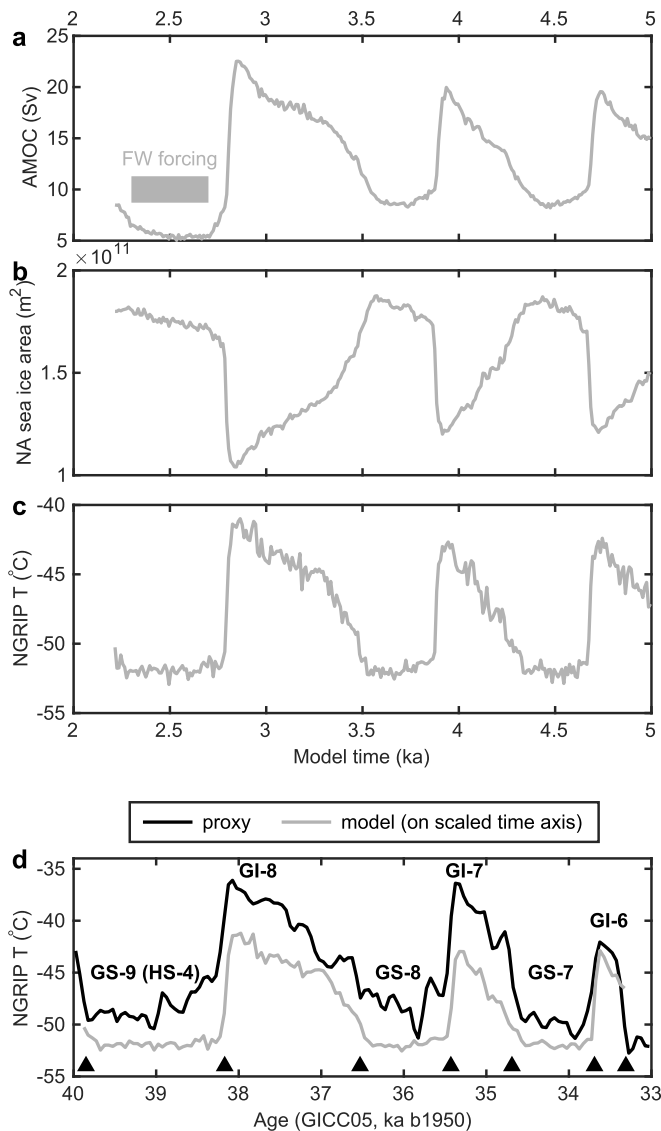 2 2.5 3 3.5 4 4.5 5
a
25
20
15
10
5
AMOC (Sv)
FW forcing
b
× 10^11
2
1.5
1
NA sea ice area (m²)
c
-40
-45
-50
-55
NGRIP T (°C)
2 2.5 3 3.5 4 4.5 5
Model time (ka)
proxy model (on scaled time axis)
d
-35
-40
-45
-50
-55
NGRIP T (°C)
GI-8 GI-7
GI-6
GS-9 (HS-4) GS-8 GS-7
40 39 38 37 36 35 34 33
Age (GICC05, ka b1950)